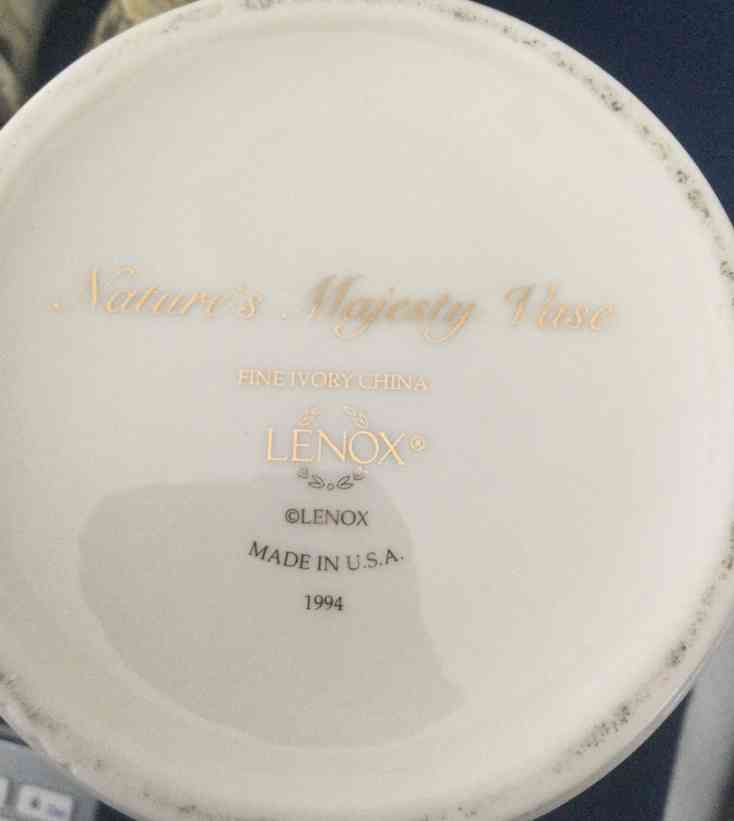 Nature's Majesty Vase
FINE IVORY CHINA
LENOX®
©LENOX
MADE IN U.S.A.
1994